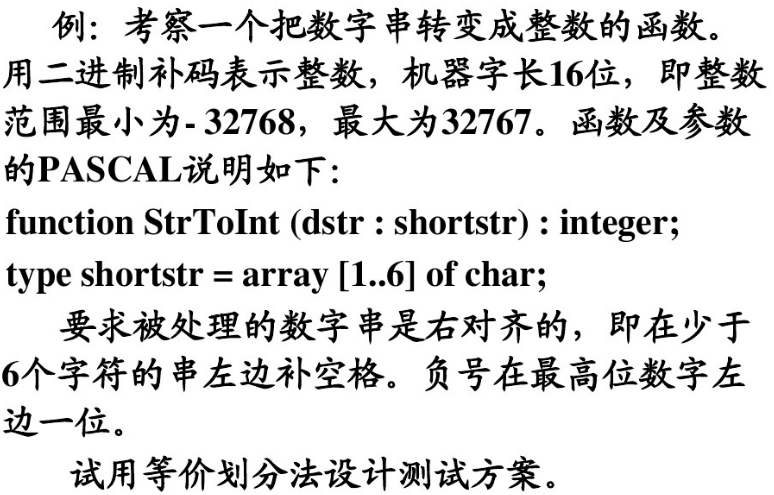 例：考察一个把数字串转变成整数的函数。
用二进制补码表示整数，机器字长16位，即整数
范围最小为- 32768，最大为32767。函数及参数
的PASCAL说明如下：
function StrToInt (dstr : shortstr) : integer;
type shortstr = array [1..6] of char;
要求被处理的数字串是右对齐的，即在少于
6个字符的串左边补空格。负号在最高位数字左
边一位。
试用等价划分法设计测试方案。